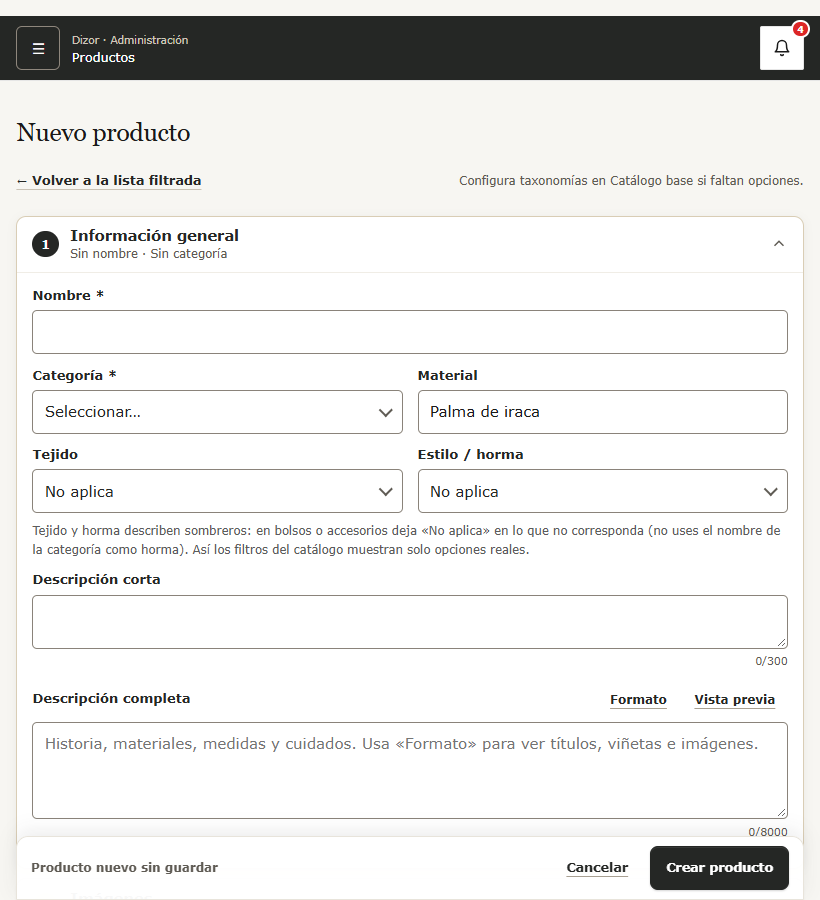 Dizor · Administración
Productos
4
Nuevo producto
← Volver a la lista filtrada
Configura taxonomías en Catálogo base si faltan opciones.
1
Información general
Sin nombre · Sin categoría
Nombre *
Categoría *
Material
Seleccionar...
Palma de iraca
Tejido
Estilo / horma
No aplica
No aplica
Tejido y horma describen sombreros: en bolsos o accesorios deja «No aplica» en lo que no corresponda (no uses el nombre de
la categoría como horma). Así los filtros del catálogo muestran solo opciones reales.
Descripción corta
0/300
Descripción completa
Formato
Vista previa
Historia, materiales, medidas y cuidados. Usa «Formato» para ver títulos, viñetas e imágenes.
0/8000
Producto nuevo sin guardar
Cancelar
Crear producto